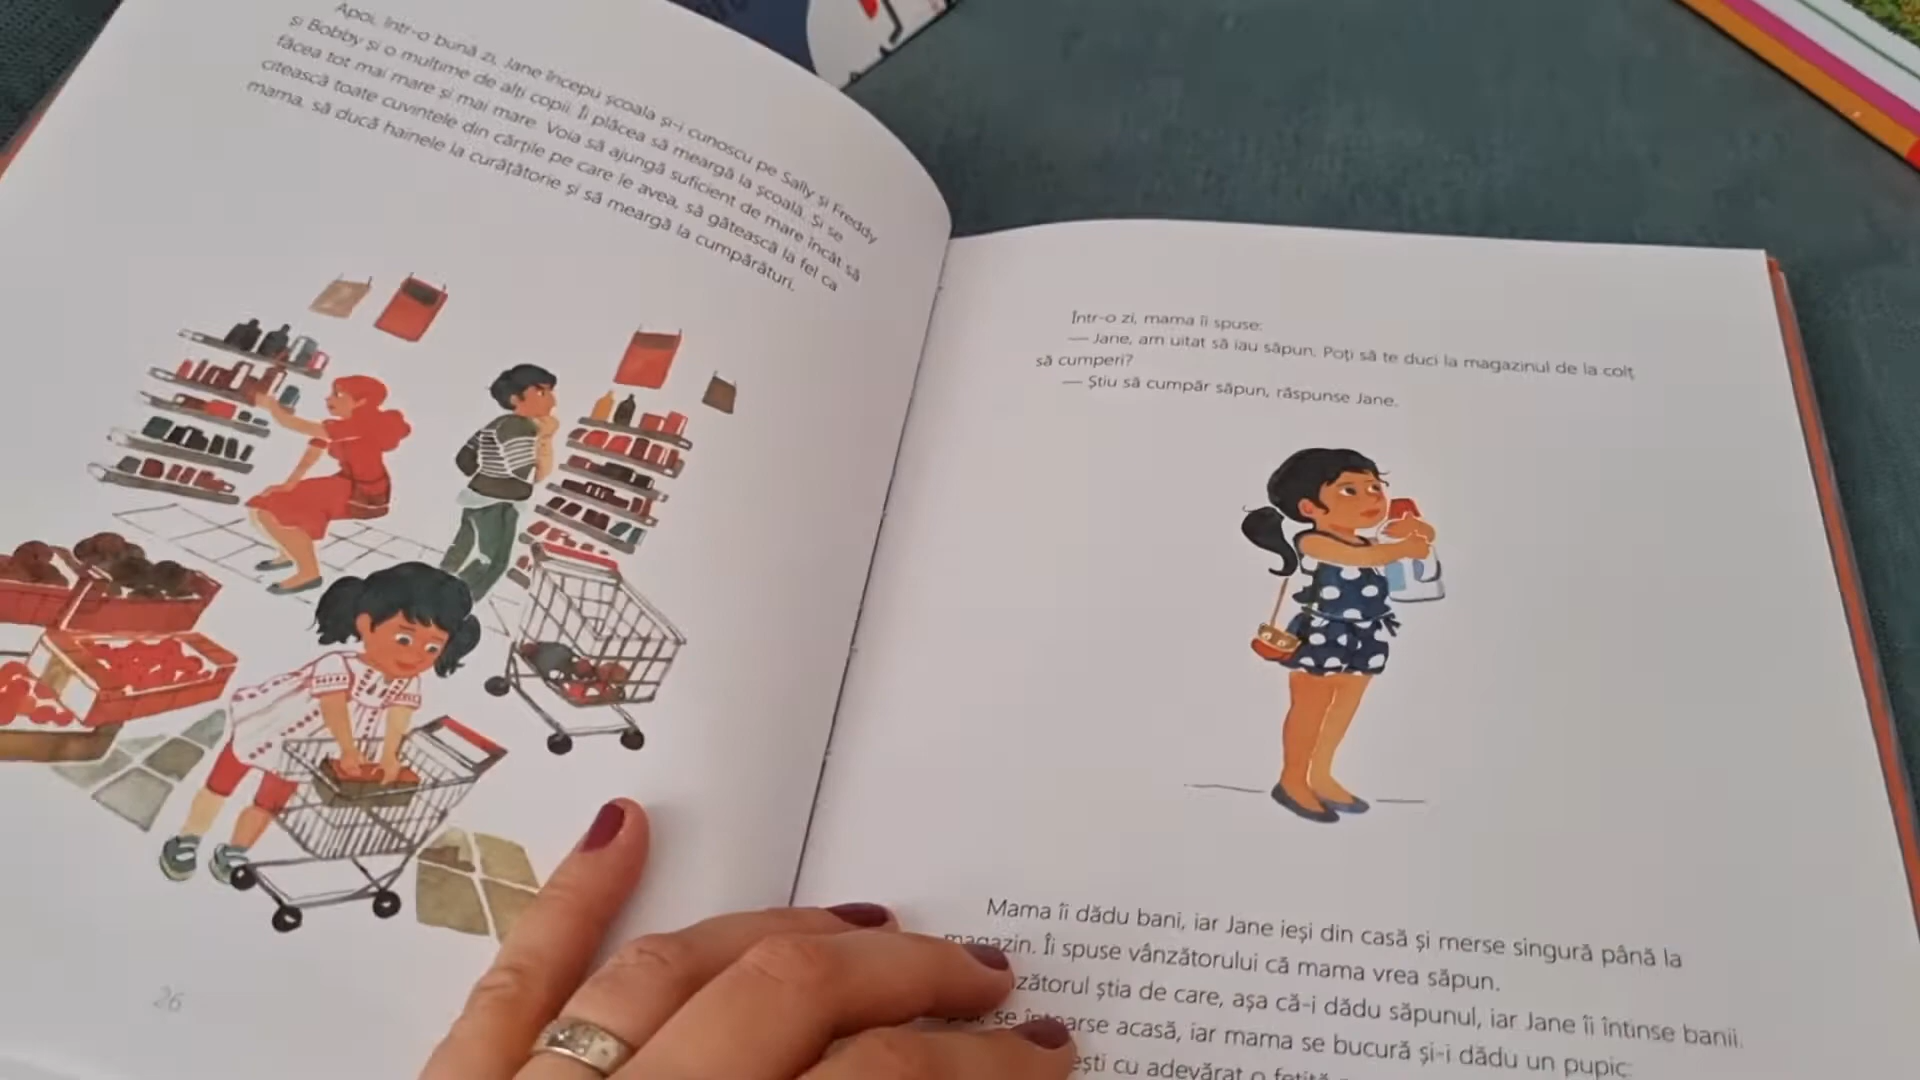 Apoi, într-o bună zi, Jane începu școala și-i cunoscu pe Sally și Freddy
și Bobby și o mulțime de alți copii. Îi plăcea să meargă la școală. Și se
făcea tot mai mare și mai mare. Voia să ajungă suficient de mare încât să
citească toate cuvintele din cărțile pe care le avea, să gătească la fel ca
mama, să ducă hainele la curățătorie și să meargă la cumpărături.
26
Într-o zi, mama îi spuse:
— Jane, am uitat să iau săpun. Poți să te duci la magazinul de la colț
să cumperi?
— Știu să cumpăr săpun, răspunse Jane.
Mama îi dădu bani, iar Jane ieși din casă și merse singură până la
magazin. Îi spuse vânzătorului că mama vrea săpun.
știa de care, așa că-i dădu săpunul, iar Jane îi întinse banii.
se întoarse acasă, iar mama se bucură și-i dădu un pupic:
ești cu adevărat o fetiță